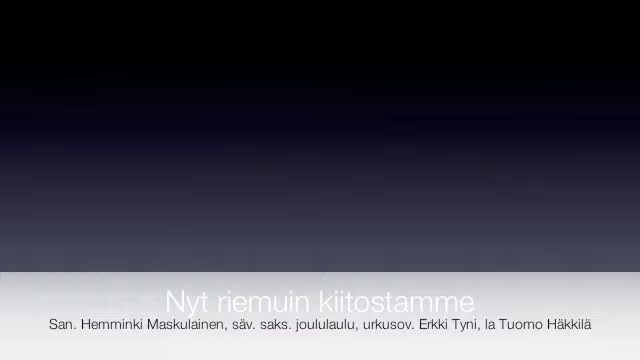 Nyt riemuin kiitostamme
San. Hemminki Maskulainen, säv. saks. joululaulu, urkusov. Erkki Tyni, la Tuomo Häkkilä